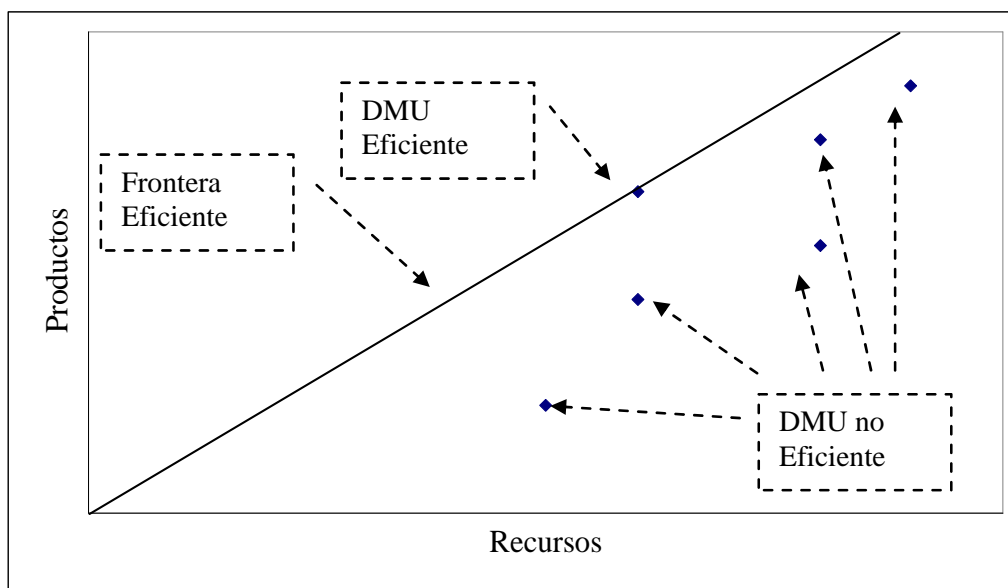 DMU
Eficiente
Frontera
Eficiente
Productos
DMU no
Eficiente
Recursos